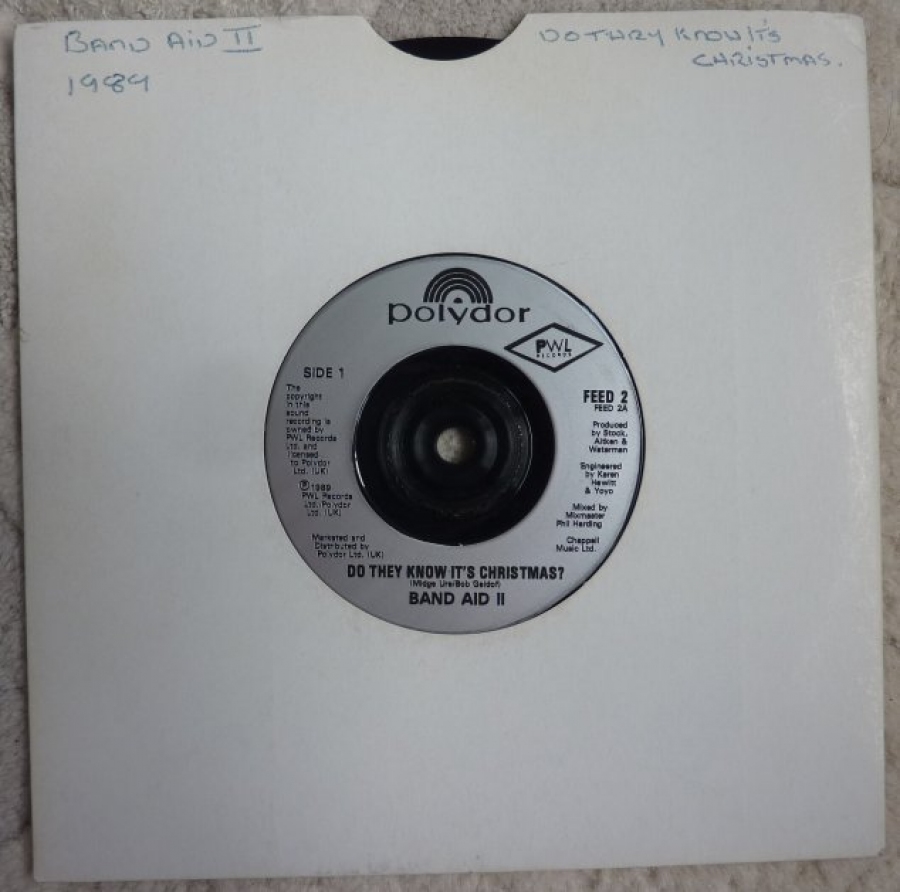 BAND AID II
1989
DO THEY KNOW IT'S
CHRISTMAS.
polydor
PWL
RECORDS
SIDE 1
The
copyright
in this
sound
recording is
owned by
PWL Records
Ltd. and
licensed
to Polydor
Ltd. (UK)
℗ 1989
PWL Records
Ltd./Polydor
Ltd. (UK)
Marketed and
Distributed by
Polydor Ltd. (UK)
FEED 2
FEED 2A
Produced
by Stock,
Aitken &
Waterman
Engineered
by Karen
Hewitt
& Yoyo
Mixed by
Mixmaster
Phil Harding
Chappell
Music Ltd.
DO THEY KNOW IT'S CHRISTMAS?
(Midge Ure/Bob Geldof)
BAND AID II